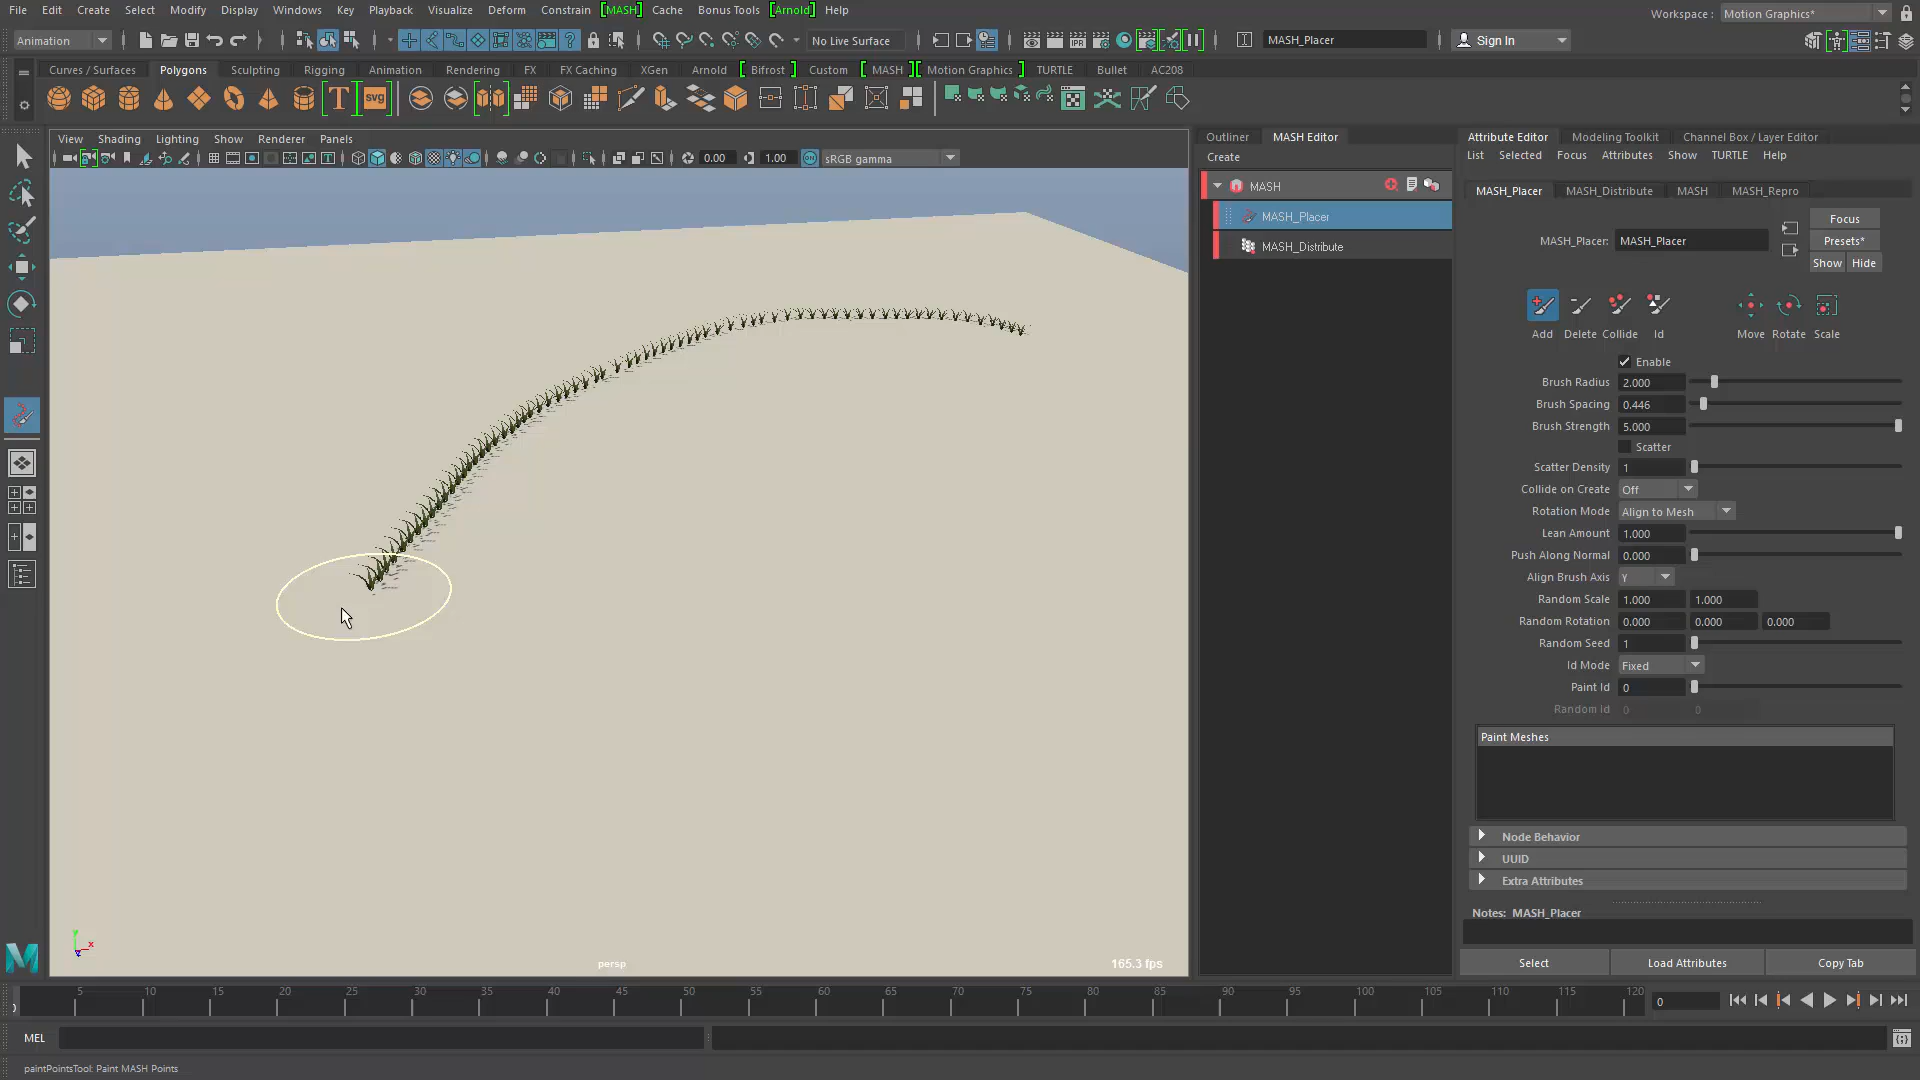 File Edit Create Select Modify Display Windows Key Playback Visualize Deform Constrain [MASH] Cache Bonus Tools [Arnold] Help
Workspace : Motion Graphics*
Animation
No Live Surface
IPR
MASH_Placer
Sign In
Curves / Surfaces Polygons Sculpting Rigging Animation Rendering FX FX Caching XGen Arnold [Bifrost] Custom [MASH] [Motion Graphics] TURTLE Bullet AC208
T SVG
View Shading Lighting Show Renderer Panels
0.00 1.00 sRGB gamma
Outliner MASH Editor
Create
MASH
MASH_Placer
MASH_Distribute
Attribute Editor Modeling Toolkit Channel Box / Layer Editor
List Selected Focus Attributes Show TURTLE Help
MASH_Placer MASH_Distribute MASH MASH_Repro
Focus
MASH_Placer: MASH_Placer
Presets*
Show Hide
Add Delete Collide Id Move Rotate Scale
Enable
Brush Radius 2.000
Brush Spacing 0.446
Brush Strength 5.000
Scatter
Scatter Density 1
Collide on Create Off
Rotation Mode Align to Mesh
Lean Amount 1.000
Push Along Normal 0.000
Align Brush Axis Y
Random Scale 1.000 1.000
Random Rotation 0.000 0.000 0.000
Random Seed 1
Id Mode Fixed
Paint Id 0
Random Id 0 0
Paint Meshes
Node Behavior
UUID
Extra Attributes
Notes: MASH_Placer
Select Load Attributes Copy Tab
y x z
persp
165.3 fps
5 10 15 20 25 30 35 40 45 50 55 60 65 70 75 80 85 90 95 100 105 110 115 120
0
MEL
paintPointsTool: Paint MASH Points